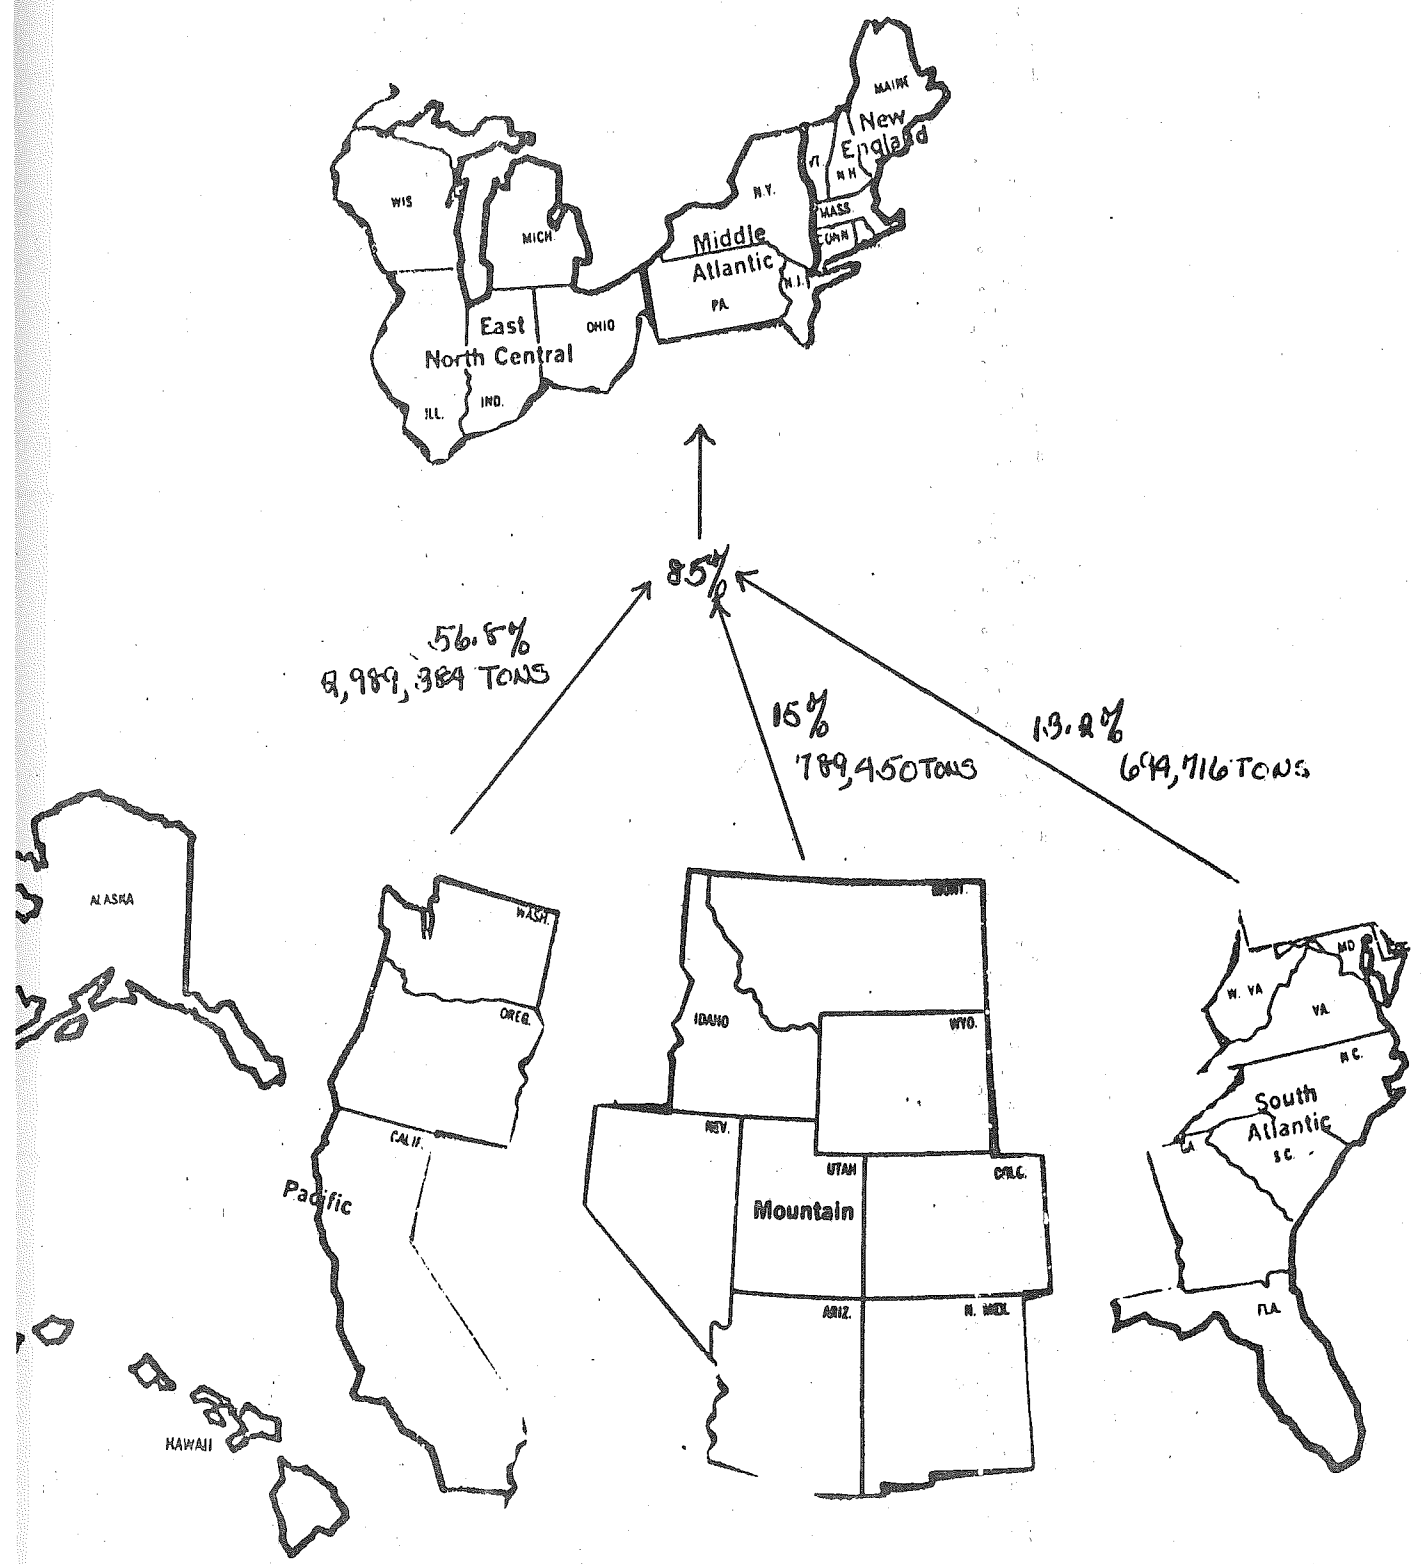 MAINE
New
England
VT.
N H
N.Y.
WIS
MASS.
MICH.
CONN
Middle
Atlantic
N.J.
PA.
East
OHIO
North Central
IND.
ILL.
85%
56.8%
2,989,384 TONS
15%
789,450 TONS
13.2%
694,716 TONS
ALASKA
WASH.
OREG.
CALIF.
Pacific
HAWAII
MONT.
IDAHO
WYO.
NEV.
UTAH
COLO.
Mountain
ARIZ.
N. MEX.
MD
W. VA
VA.
N C.
South
Atlantic
GA
S C.
FLA.